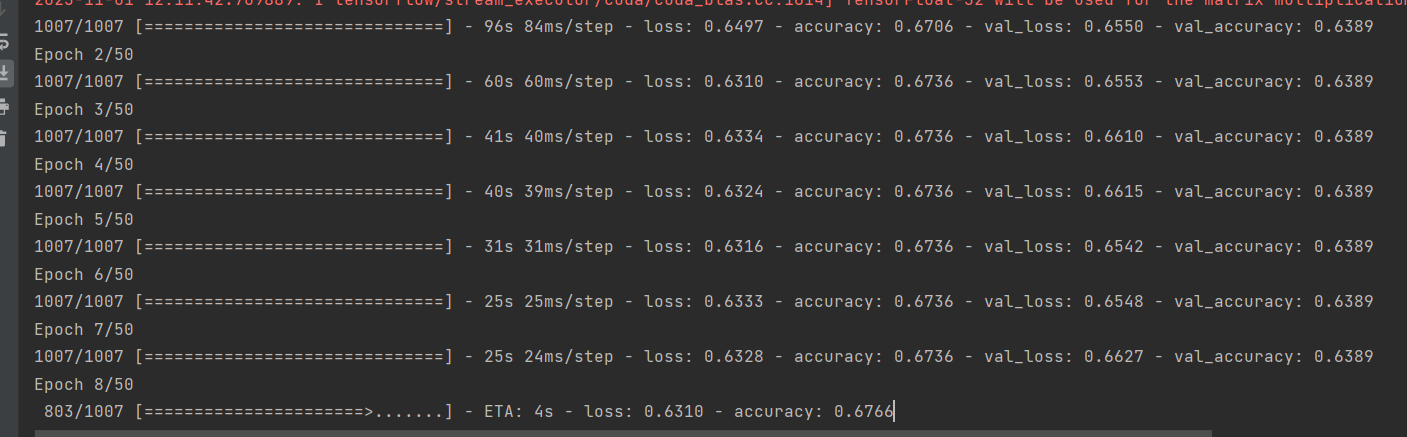 2023-11-01 12:11:42.769889: I tensorflow/stream_executor/cuda/cuda_blas.cc:1614] TensorFloat-32 will be used for the matrix multiplication
1007/1007 [==============================] - 96s 84ms/step - loss: 0.6497 - accuracy: 0.6706 - val_loss: 0.6550 - val_accuracy: 0.6389
Epoch 2/50
1007/1007 [==============================] - 60s 60ms/step - loss: 0.6310 - accuracy: 0.6736 - val_loss: 0.6553 - val_accuracy: 0.6389
Epoch 3/50
1007/1007 [==============================] - 41s 40ms/step - loss: 0.6334 - accuracy: 0.6736 - val_loss: 0.6610 - val_accuracy: 0.6389
Epoch 4/50
1007/1007 [==============================] - 40s 39ms/step - loss: 0.6324 - accuracy: 0.6736 - val_loss: 0.6615 - val_accuracy: 0.6389
Epoch 5/50
1007/1007 [==============================] - 31s 31ms/step - loss: 0.6316 - accuracy: 0.6736 - val_loss: 0.6542 - val_accuracy: 0.6389
Epoch 6/50
1007/1007 [==============================] - 25s 25ms/step - loss: 0.6333 - accuracy: 0.6736 - val_loss: 0.6548 - val_accuracy: 0.6389
Epoch 7/50
1007/1007 [==============================] - 25s 24ms/step - loss: 0.6328 - accuracy: 0.6736 - val_loss: 0.6627 - val_accuracy: 0.6389
Epoch 8/50
803/1007 [======================>.......] - ETA: 4s - loss: 0.6310 - accuracy: 0.6766